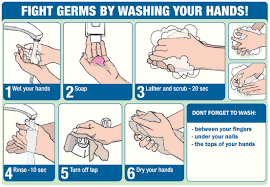 FIGHT GERMS BY WASHING YOUR HANDS!
1 Wet your hands
2 Soap
3 Lather and scrub - 20 sec
4 Rinse - 10 sec
5 Turn off tap
6 Dry your hands
DONT FORGET TO WASH:
- between your fingers
- under your nails
- the tops of your hands